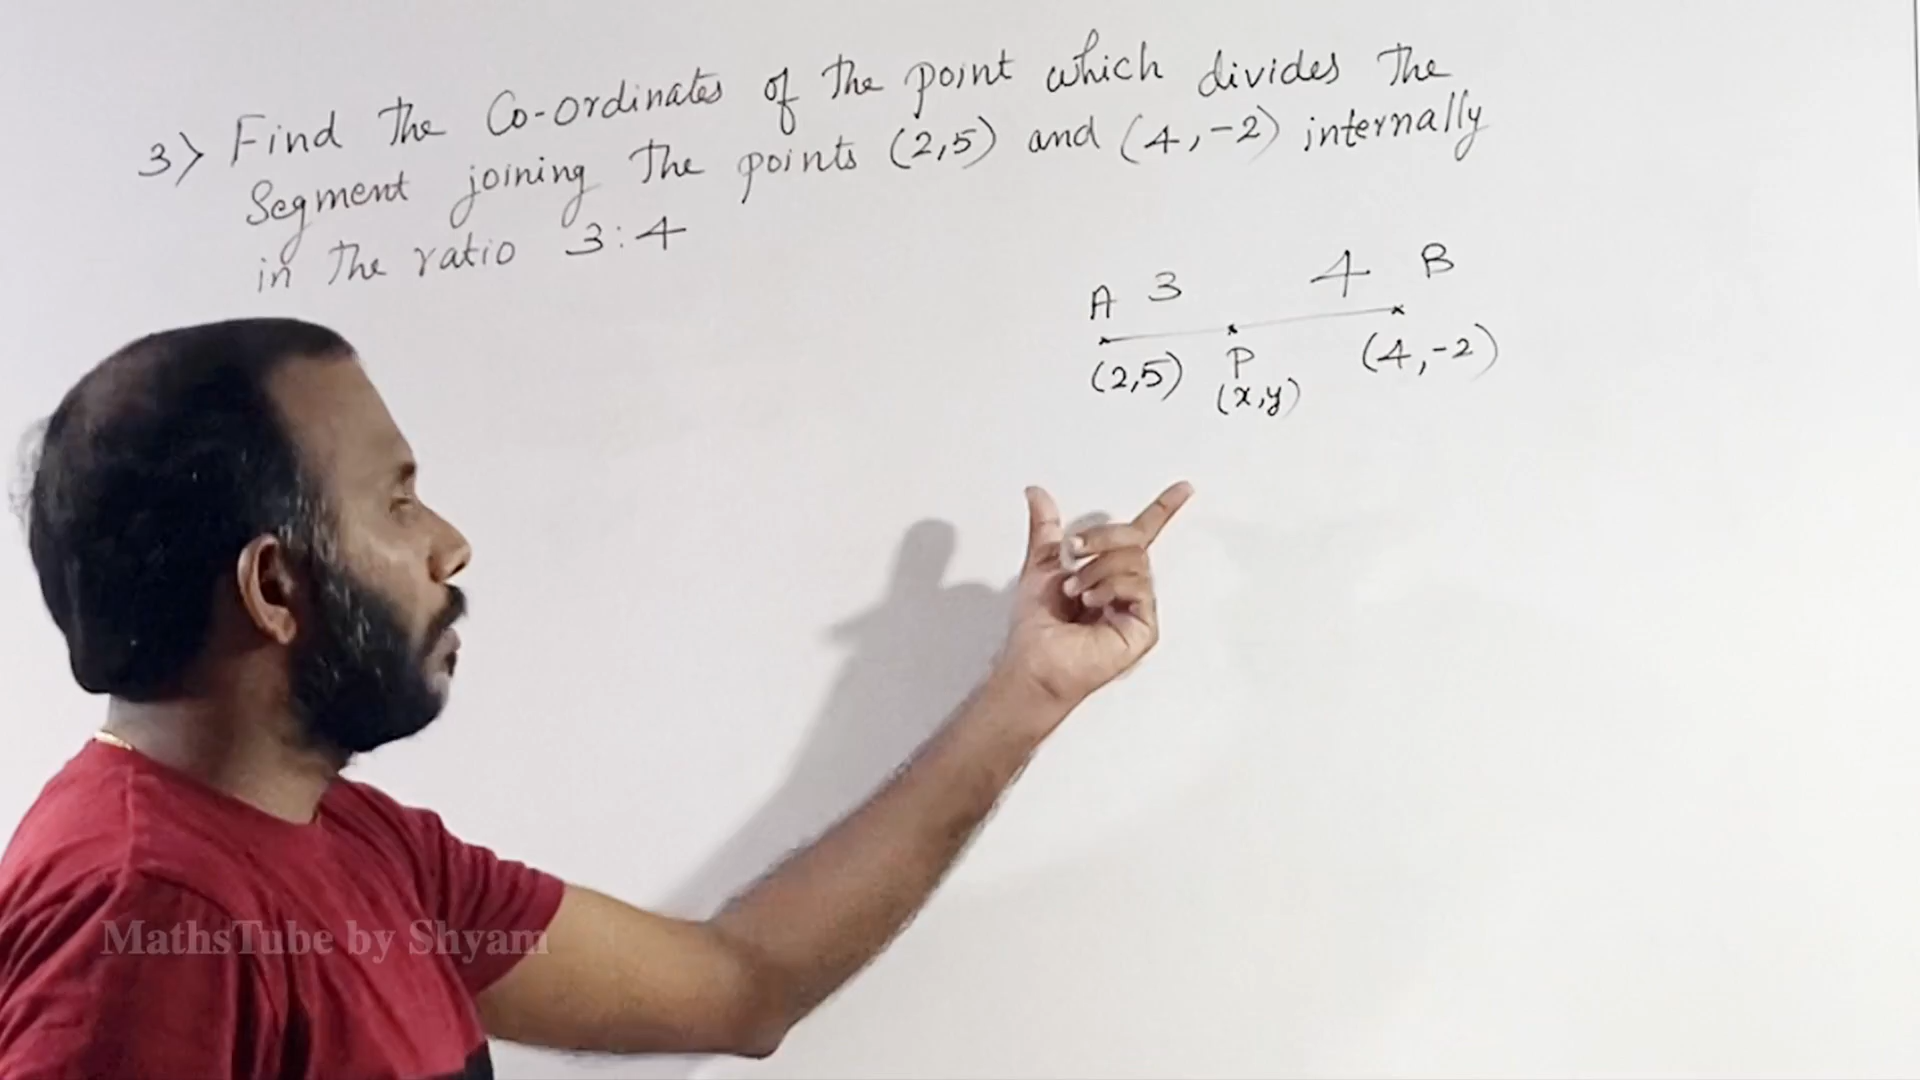 3) Find The Co-ordinates of The point which divides The
Segment joining The points (2,5) and (4,-2) internally
in The ratio 3:4
A 3 4 B
(2,5) P (4,-2)
(x,y)
MathsTube by Shyam